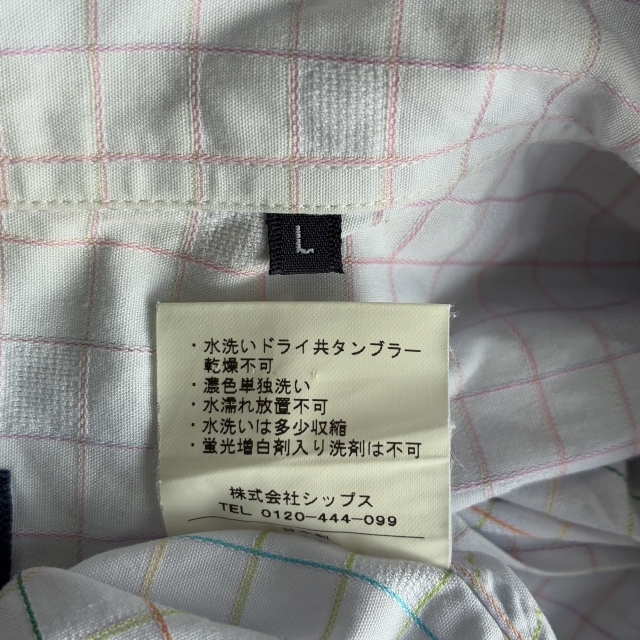 L
・水洗いドライ共タンブラー
乾燥不可
・濃色単独洗い
・水濡れ放置不可
・水洗いは多少収縮
・蛍光増白剤入り洗剤は不可
株式会社シップス
TEL 0120-444-099